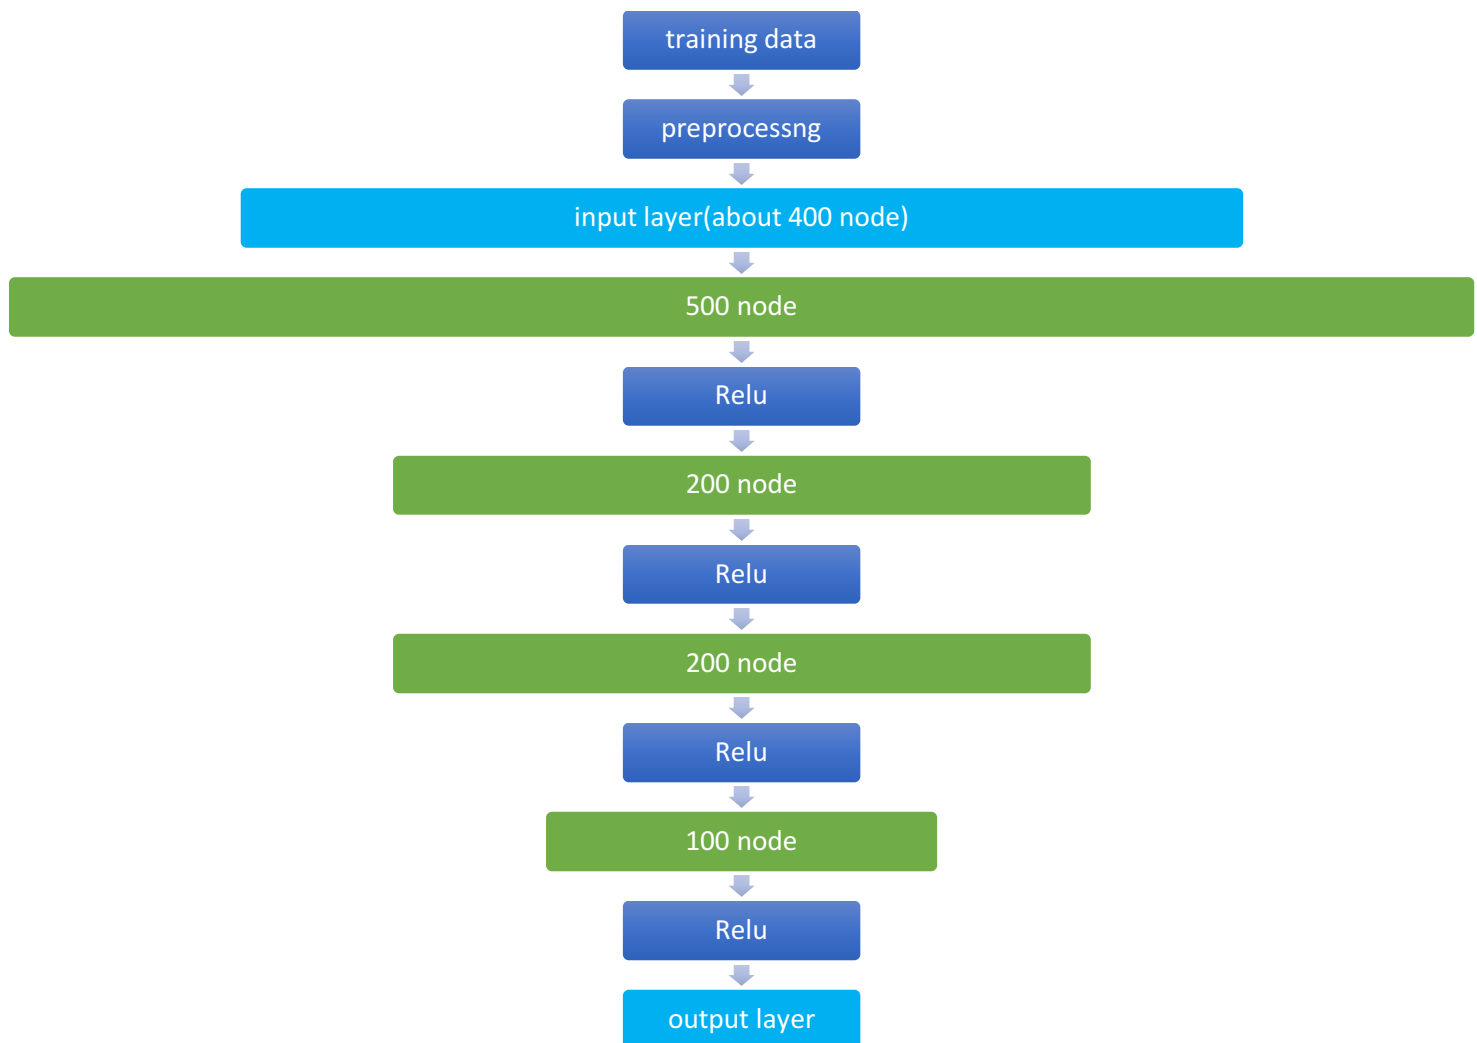 training data
preprocessng
input layer(about 400 node)
500 node
Relu
200 node
Relu
200 node
Relu
100 node
Relu
output layer